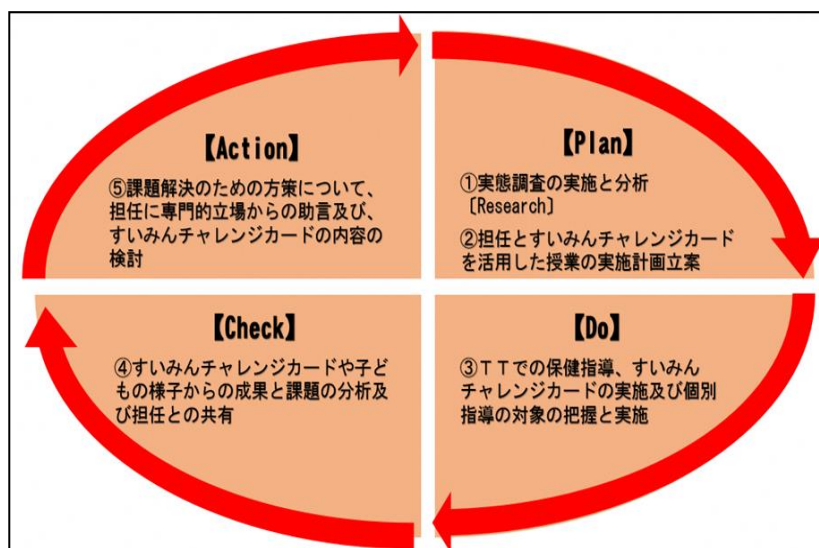 【Action】
⑤課題解決のための方策について、
担任に専門的立場からの助言及び、
すいみんチャレンジカードの内容の
検討
【Plan】
①実態調査の実施と分析
〔Research〕
②担任とすいみんチャレンジカード
を活用した授業の実施計画立案
【Check】
④すいみんチャレンジカードや子ど
もの様子からの成果と課題の分析及
び担任との共有
【Do】
③ＴＴでの保健指導、すいみん
チャレンジカードの実施及び個別
指導の対象の把握と実施